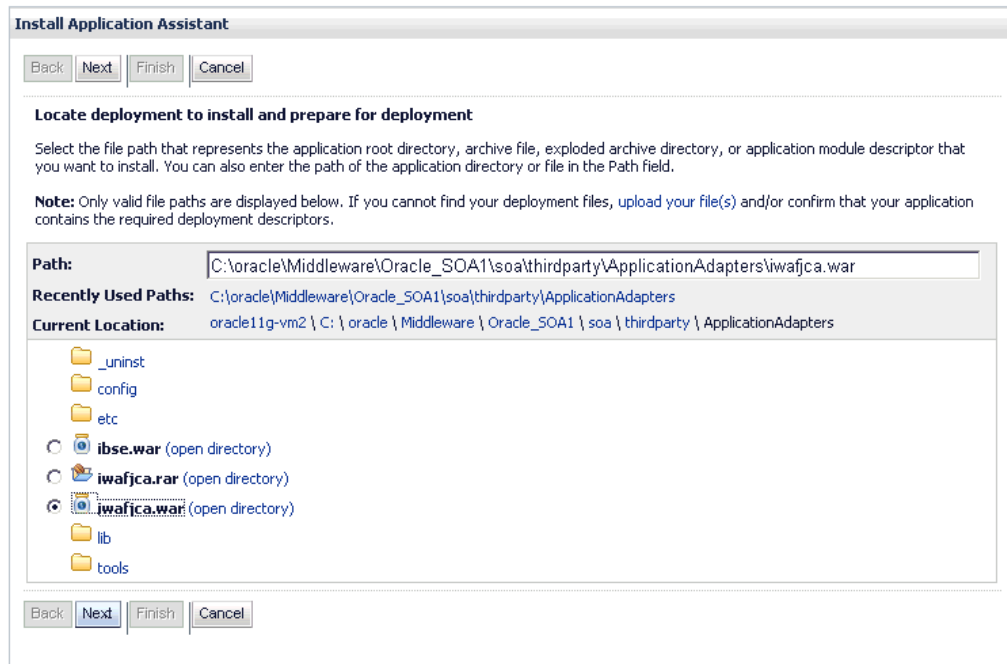 Install Application Assistant
Back Next Finish Cancel
Locate deployment to install and prepare for deployment
Select the file path that represents the application root directory, archive file, exploded archive directory, or application module descriptor that
you want to install. You can also enter the path of the application directory or file in the Path field.
Note: Only valid file paths are displayed below. If you cannot find your deployment files, upload your file(s) and/or confirm that your application
contains the required deployment descriptors.
Path: C:\oracle\Middleware\Oracle_SOA1\soa\thirdparty\ApplicationAdapters\iwafjca.war
Recently Used Paths: C:\oracle\Middleware\Oracle_SOA1\soa\thirdparty\ApplicationAdapters
Current Location: oracle11g-vm2 \ C: \ oracle \ Middleware \ Oracle_SOA1 \ soa \ thirdparty \ ApplicationAdapters
_uninst
config
etc
ibse.war (open directory)
iwafjca.rar (open directory)
iwafjca.war (open directory)
lib
tools
Back Next Finish Cancel